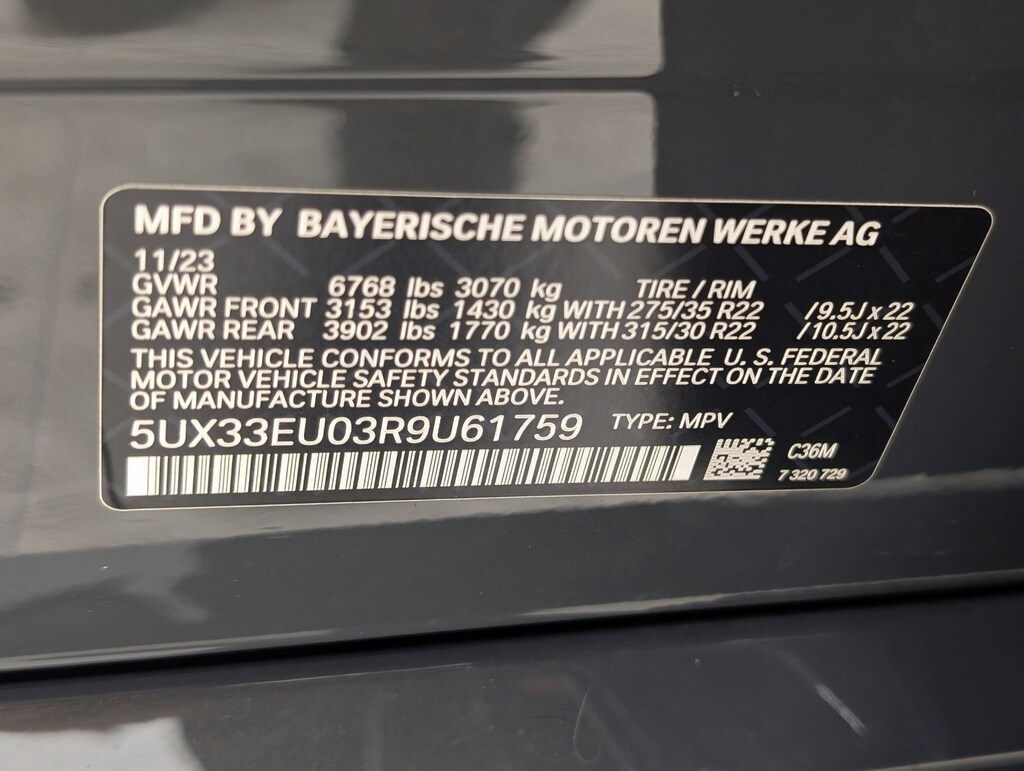 MFD BY BAYERISCHE MOTOREN WERKE AG
11/23
GVWR 6768 lbs 3070 kg TIRE / RIM
GAWR FRONT 3153 lbs 1430 kg WITH 275/35 R22 /9.5J x 22
GAWR REAR 3902 lbs 1770 kg WITH 315/30 R22 /10.5J x 22
THIS VEHICLE CONFORMS TO ALL APPLICABLE U. S. FEDERAL
MOTOR VEHICLE SAFETY STANDARDS IN EFFECT ON THE DATE
OF MANUFACTURE SHOWN ABOVE.
5UX33EU03R9U61759 TYPE: MPV
C36M
7 320 729